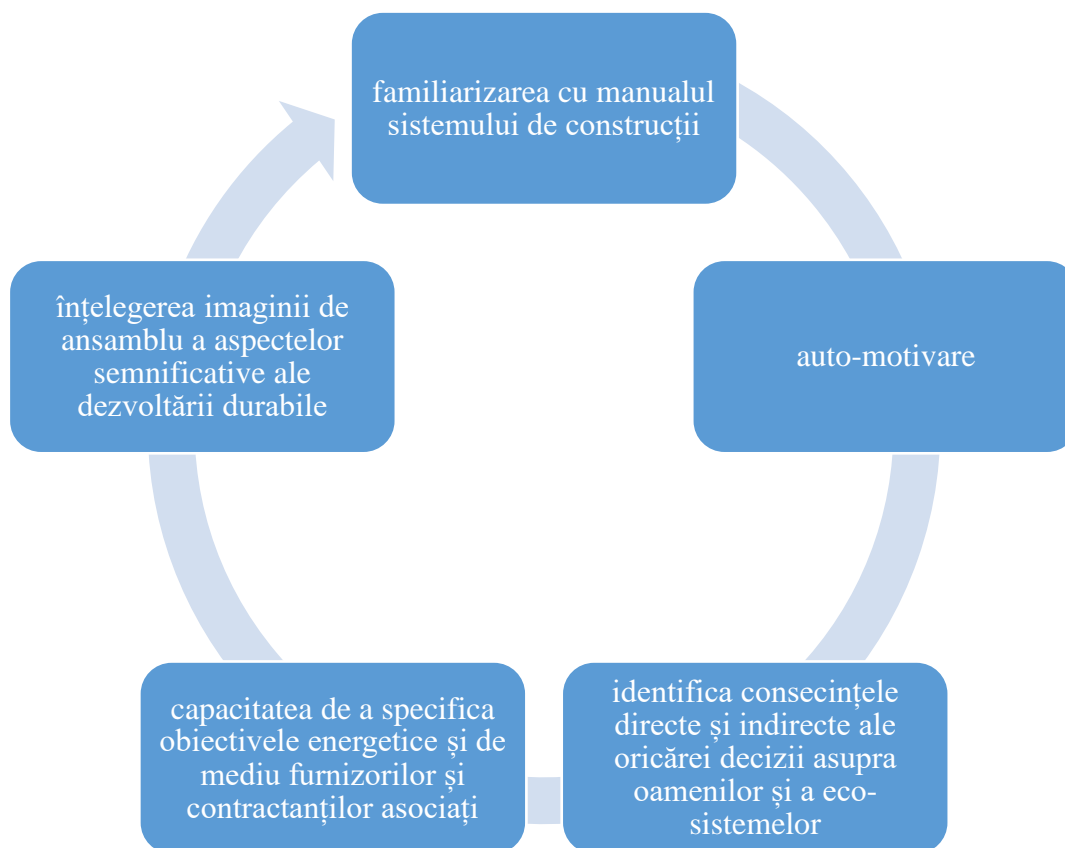 familiarizarea cu manualul
sistemului de construcții
auto-motivare
identifica consecințele
directe și indirecte ale
oricărei decizii asupra
oamenilor și a eco-
sistemelor
capacitatea de a specifica
obiectivele energetice și de
mediu furnizorilor și
contractanților asociați
înțelegerea imaginii de
ansamblu a aspectelor
semnificative ale
dezvoltării durabile